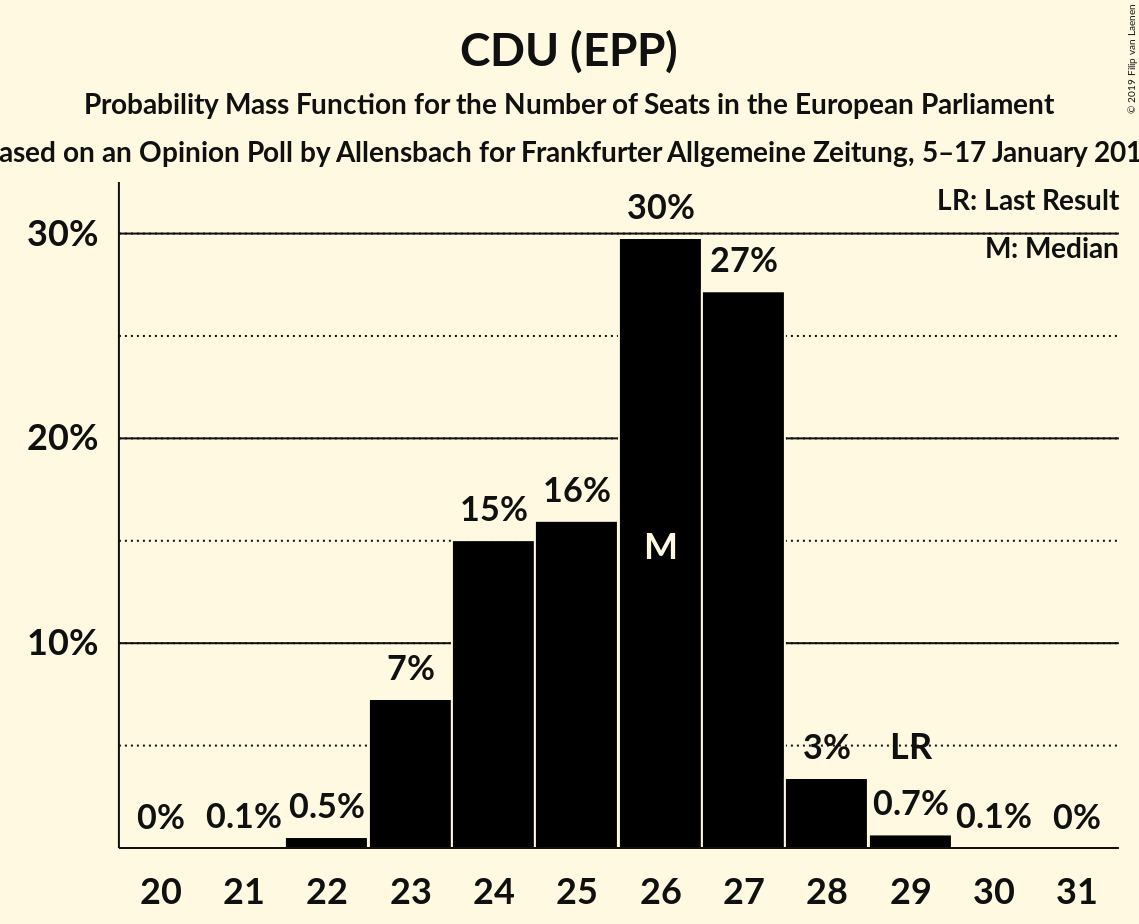 CDU (EPP)
Probability Mass Function for the Number of Seats in the European Parliament
ased on an Opinion Poll by Allensbach for Frankfurter Allgemeine Zeitung, 5–17 January 201
© 2019 Filip van Laenen
LR: Last Result
M: Median
30%
20%
10%
0%
0.1%
0.5%
7%
15%
16%
30%
M
27%
3%
LR
0.7%
0.1%
0%
20 21 22 23 24 25 26 27 28 29 30 31